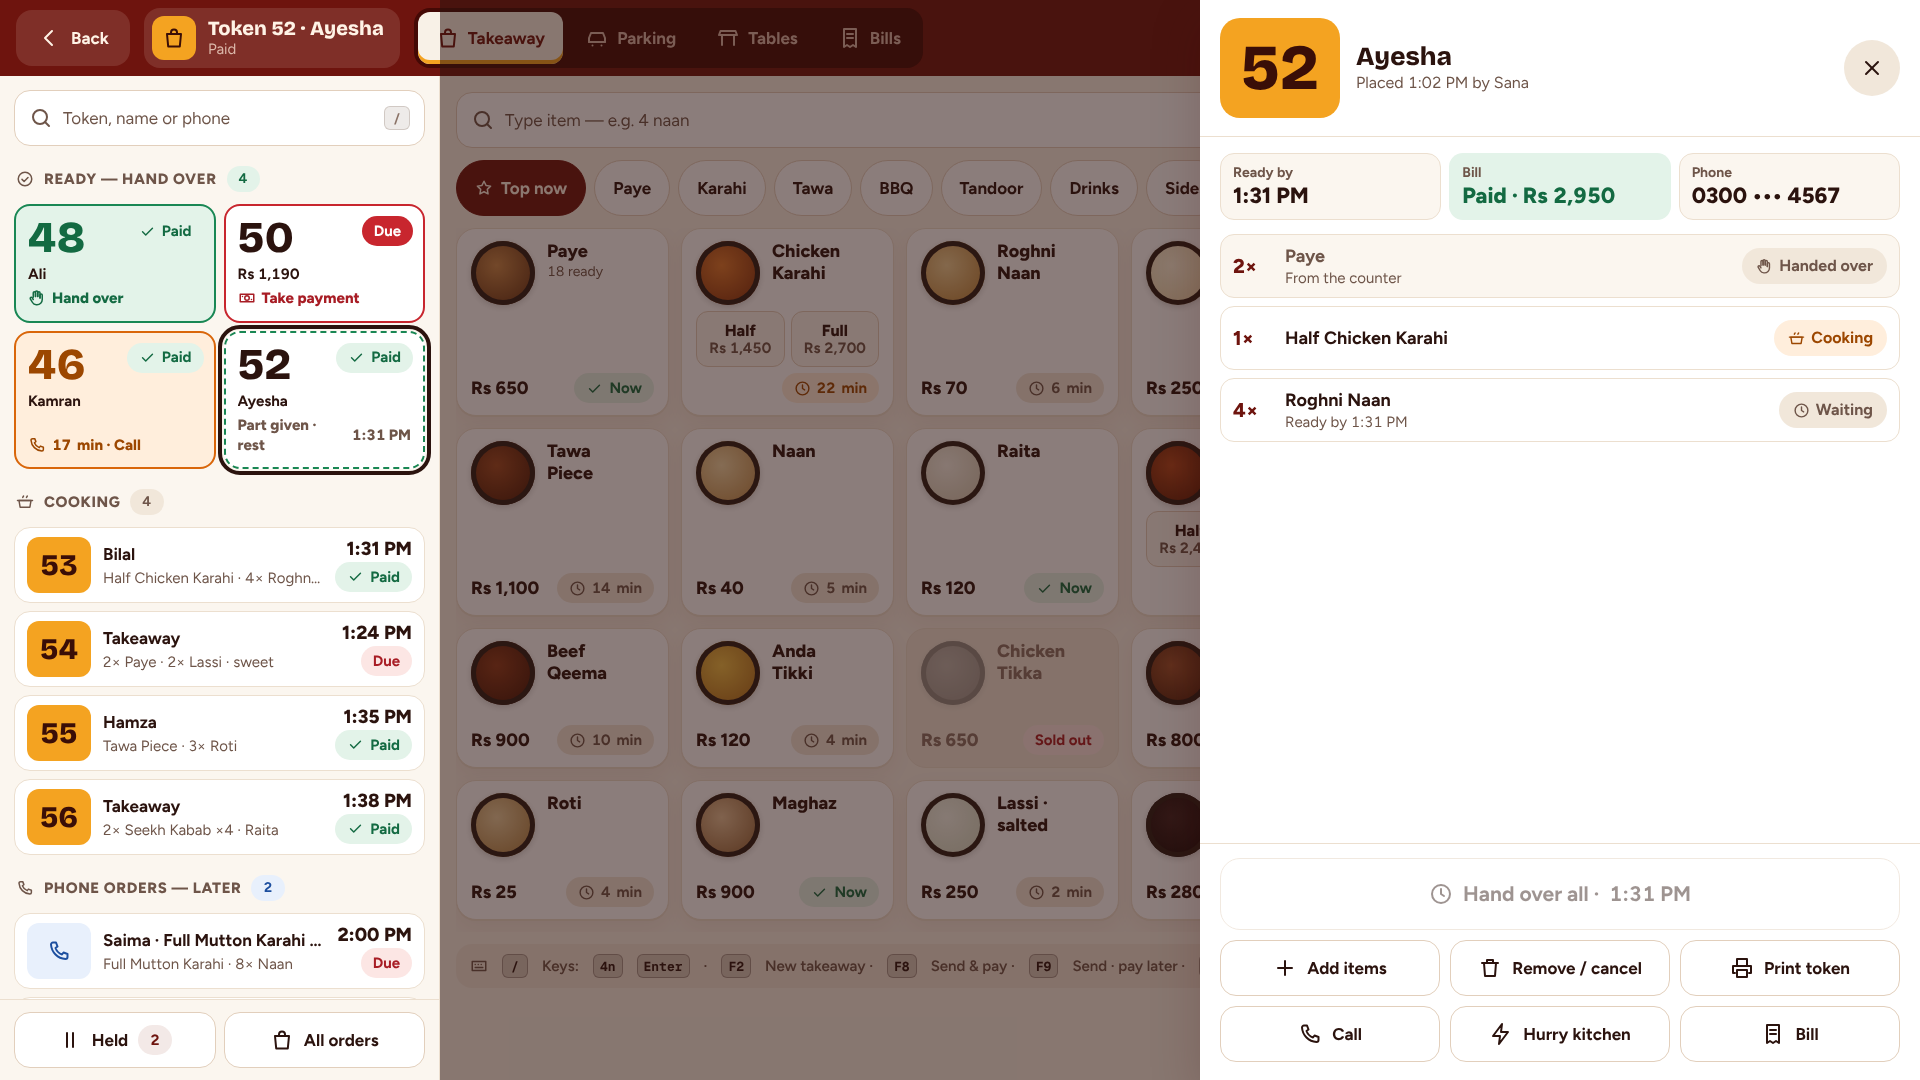 Back
Token 52 · Ayesha
Paid
Takeaway
Parking
Tables
Bills
Token, name or phone
/
READY — HAND OVER
4
48
Paid
Ali
Hand over
50
Due
Rs 1,190
Take payment
46
Paid
Kamran
17 min · Call
52
Paid
Ayesha
Part given ·
rest
1:31 PM
COOKING
4
53
Bilal
Half Chicken Karahi · 4× Roghn...
1:31 PM
Paid
54
Takeaway
2× Paye · 2× Lassi · sweet
1:24 PM
Due
55
Hamza
Tawa Piece · 3× Roti
1:35 PM
Paid
56
Takeaway
2× Seekh Kabab ×4 · Raita
1:38 PM
Paid
PHONE ORDERS — LATER
2
Saima · Full Mutton Karahi ...
Full Mutton Karahi · 8× Naan
2:00 PM
Due
Held
2
All orders
Type item — e.g. 4 naan
Top now
Paye
Karahi
Tawa
BBQ
Tandoor
Drinks
Side
Paye
18 ready
Rs 650
Now
Chicken
Karahi
Half
Rs 1,450
Full
Rs 2,700
22 min
Roghni
Naan
Rs 70
6 min
Rs 250
Tawa
Piece
Rs 1,100
14 min
Naan
Rs 40
5 min
Raita
Rs 120
Now
Hal
Rs 2,4
Beef
Qeema
Rs 900
10 min
Anda
Tikki
Rs 120
4 min
Chicken
Tikka
Rs 650
Sold out
Rs 800
Roti
Rs 25
4 min
Maghaz
Rs 900
Now
Lassi ·
salted
Rs 250
2 min
Rs 280
/ Keys: 4n Enter · F2 New takeaway · F8 Send & pay · F9 Send · pay later ·
52
Ayesha
Placed 1:02 PM by Sana
Ready by
1:31 PM
Bill
Paid · Rs 2,950
Phone
0300 ••• 4567
2×
Paye
From the counter
Handed over
1×
Half Chicken Karahi
Cooking
4×
Roghni Naan
Ready by 1:31 PM
Waiting
Hand over all · 1:31 PM
Add items
Remove / cancel
Print token
Call
Hurry kitchen
Bill